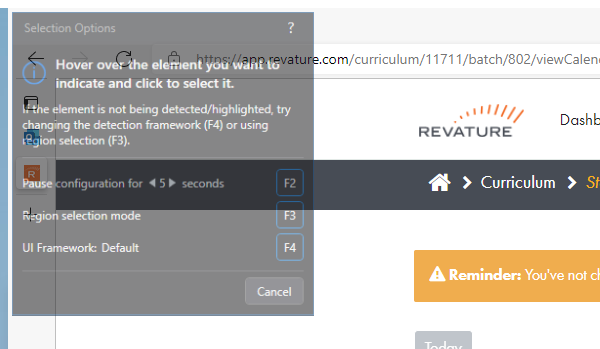 Selection Options ?
https://app.revature.com/curriculum/11711/batch/802/viewCalen
Hover over the element you want to
indicate and click to select it.
If the element is not being detected/highlighted, try
changing the detection framework (F4) or using
region selection (F3).
Pause configuration for 5 seconds F2
Region selection mode F3
UI Framework: Default F4
Cancel
REVATURE
Dashb
Curriculum
St
Reminder: You've not ch
Today